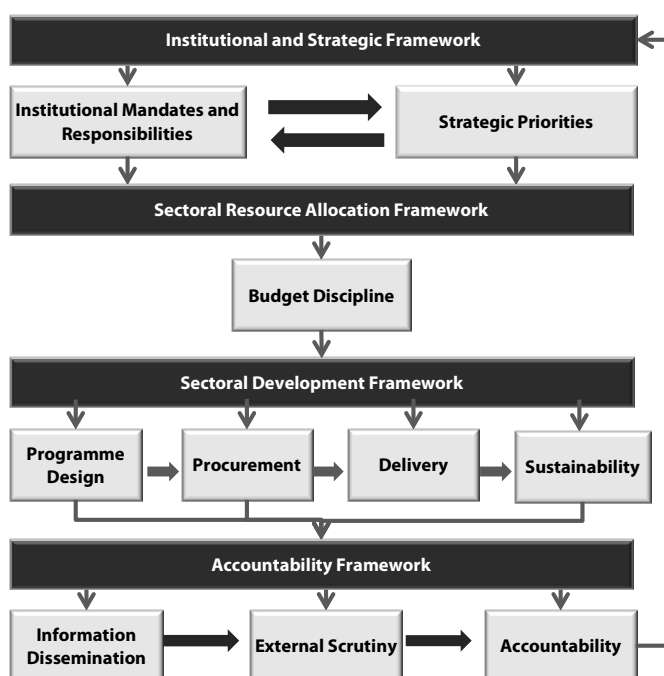 Institutional and Strategic Framework
Institutional Mandates and
Responsibilities
Strategic Priorities
Sectoral Resource Allocation Framework
Budget Discipline
Sectoral Development Framework
Programme
Design
Procurement
Delivery
Sustainability
Accountability Framework
Information
Dissemination
External Scrutiny
Accountability